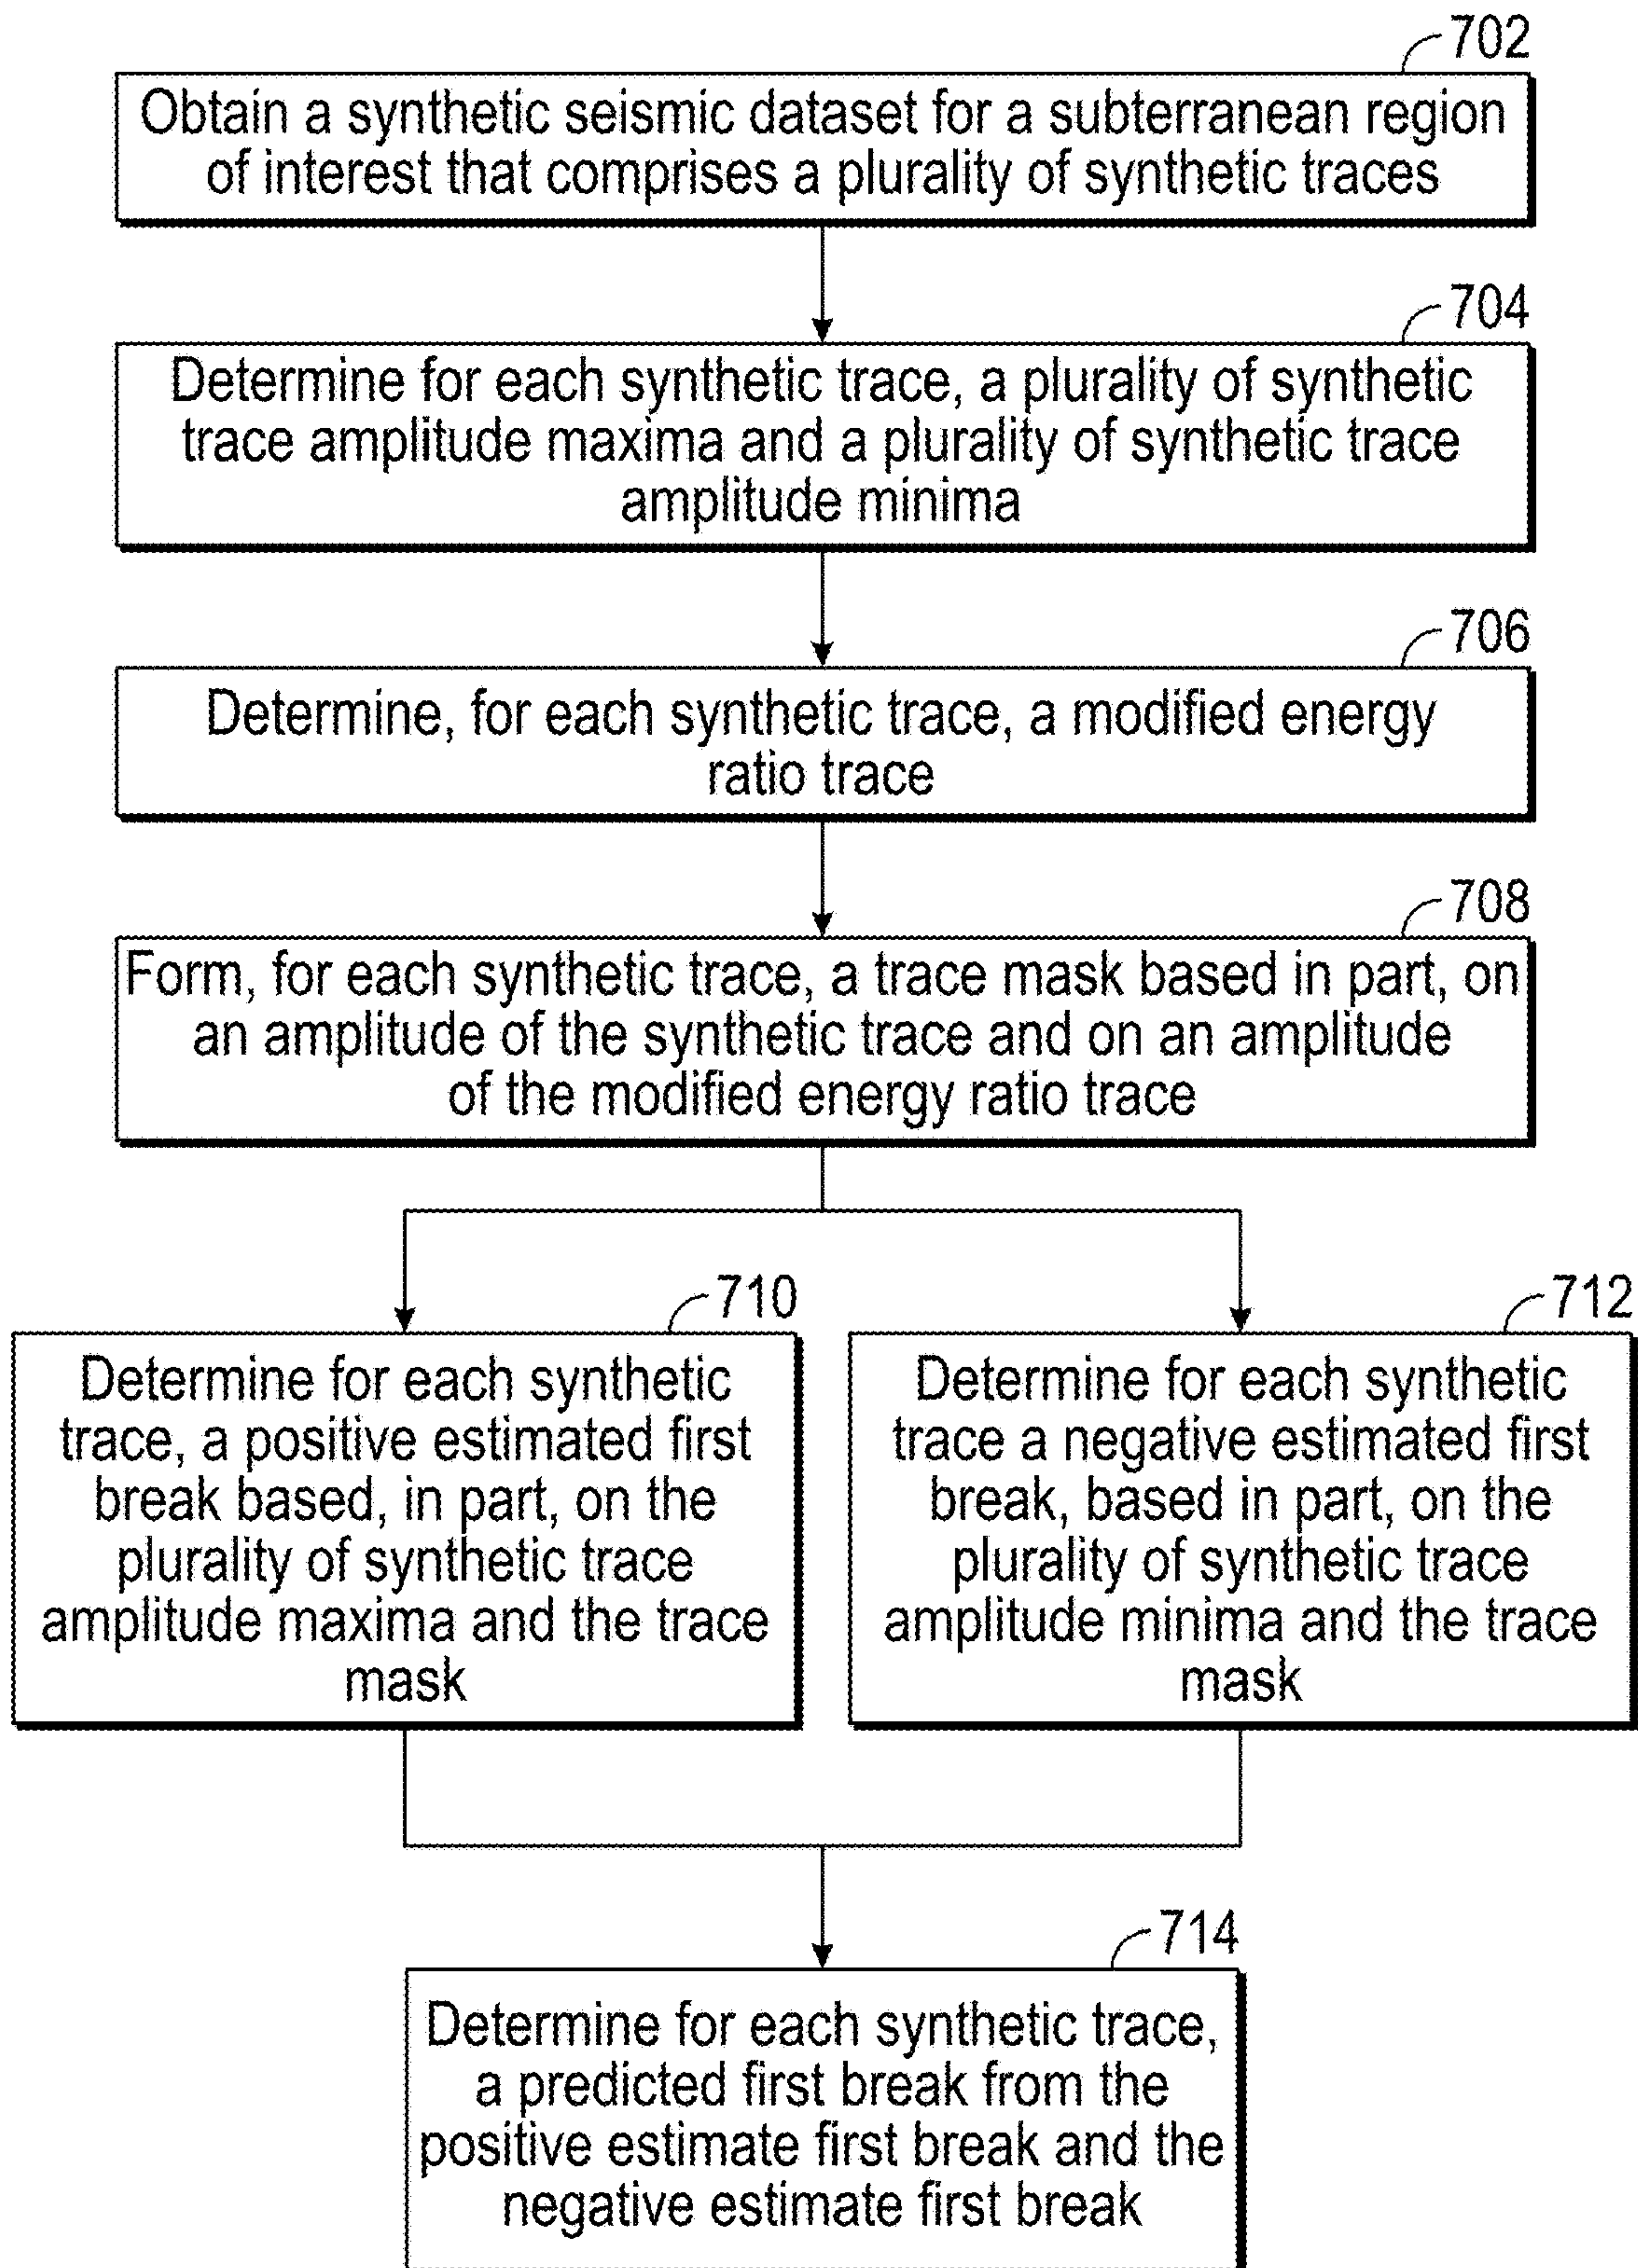 702
Obtain a synthetic seismic dataset for a subterranean region
of interest that comprises a plurality of synthetic traces
704
Determine for each synthetic trace, a plurality of synthetic
trace amplitude maxima and a plurality of synthetic trace
amplitude minima
706
Determine, for each synthetic trace, a modified energy
ratio trace
708
Form, for each synthetic trace, a trace mask based in part, on
an amplitude of the synthetic trace and on an amplitude
of the modified energy ratio trace
710
Determine for each synthetic
trace, a positive estimated first
break based, in part, on the
plurality of synthetic trace
amplitude maxima and the trace
mask
712
Determine for each synthetic
trace a negative estimated first
break, based in part, on the
plurality of synthetic trace
amplitude minima and the trace
mask
714
Determine for each synthetic trace,
a predicted first break from the
positive estimate first break and the
negative estimate first break